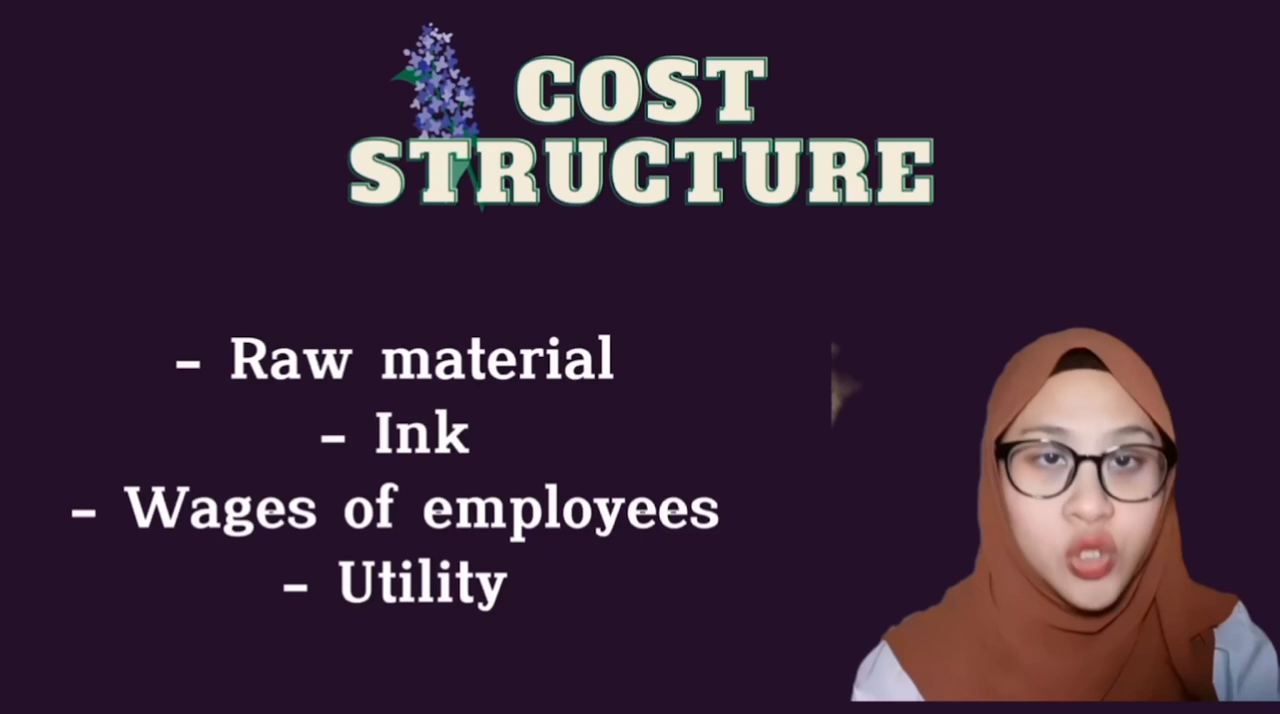 COST
STRUCTURE
- Raw material
- Ink
- Wages of employees
- Utility